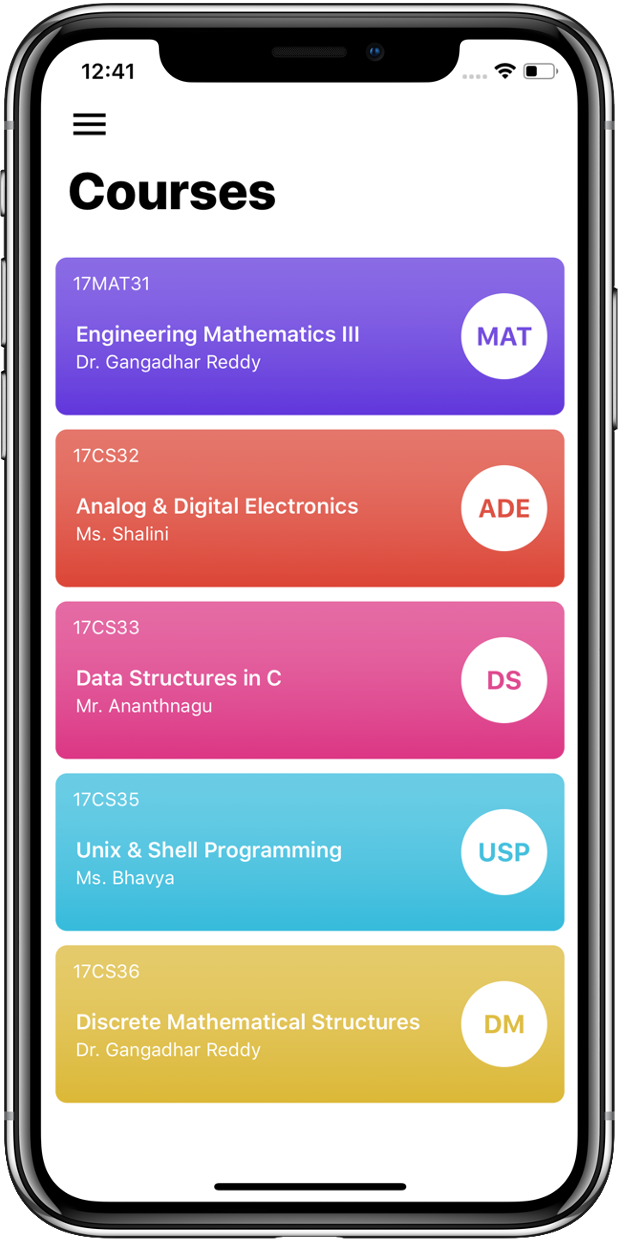 12:41
Courses
17MAT31
Engineering Mathematics III
Dr. Gangadhar Reddy
MAT
17CS32
Analog & Digital Electronics
Ms. Shalini
ADE
17CS33
Data Structures in C
Mr. Ananthnagu
DS
17CS35
Unix & Shell Programming
Ms. Bhavya
USP
17CS36
Discrete Mathematical Structures
Dr. Gangadhar Reddy
DM